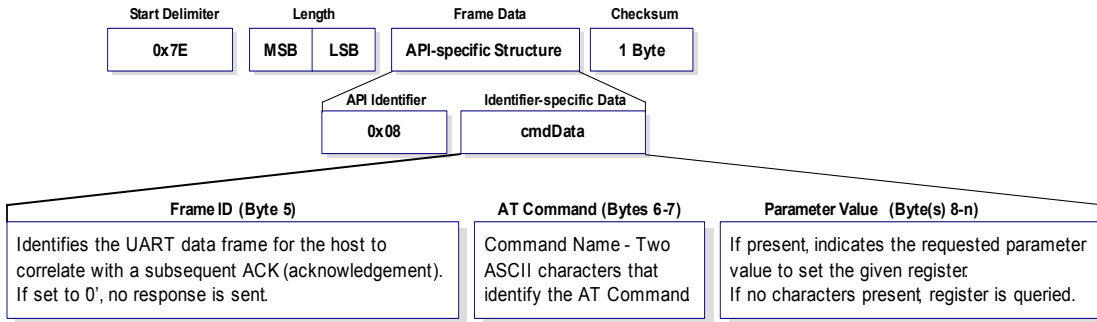 Start Delimiter Length Frame Data Checksum
0x7E MSB LSB API-specific Structure 1 Byte
API Identifier Identifier-specific Data
0x08 cmdData
Frame ID (Byte 5) AT Command (Bytes 6-7) Parameter Value (Byte(s) 8-n)
Identifies the UART data frame for the host to
correlate with a subsequent ACK (acknowledgement).
If set to 0’, no response is sent.
Command Name - Two
ASCII characters that
identify the AT Command
If present, indicates the requested parameter
value to set the given register.
If no characters present, register is queried.